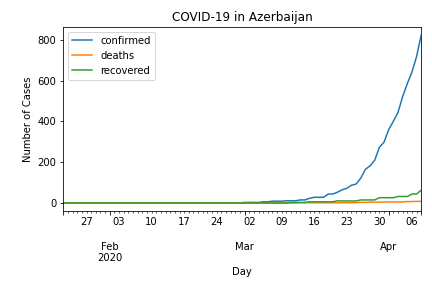 COVID-19 in Azerbaijan
confirmed
deaths
recovered
Number of Cases
800
600
400
200
0
27 03 10 17 24 02 09 16 23 30 06
Feb Mar Apr
2020
Day